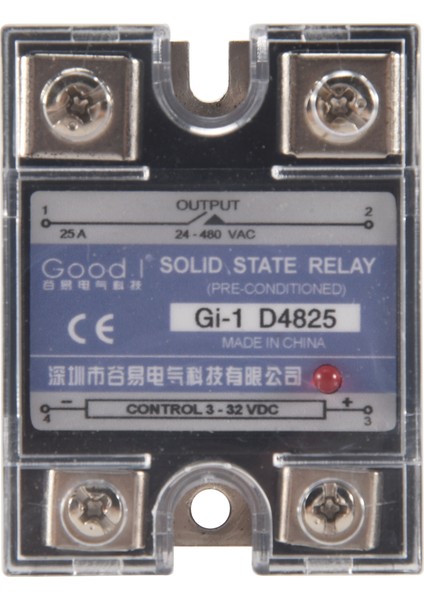 OUTPUT
1 2
25A 24 - 480 VAC
Good.I® SOLID STATE RELAY
谷易电气科技 (PRE-CONDITIONED)
Gi-1 D4825
CE MADE IN CHINA
深圳市谷易电气科技有限公司
− +
CONTROL 3 - 32 VDC
4 3